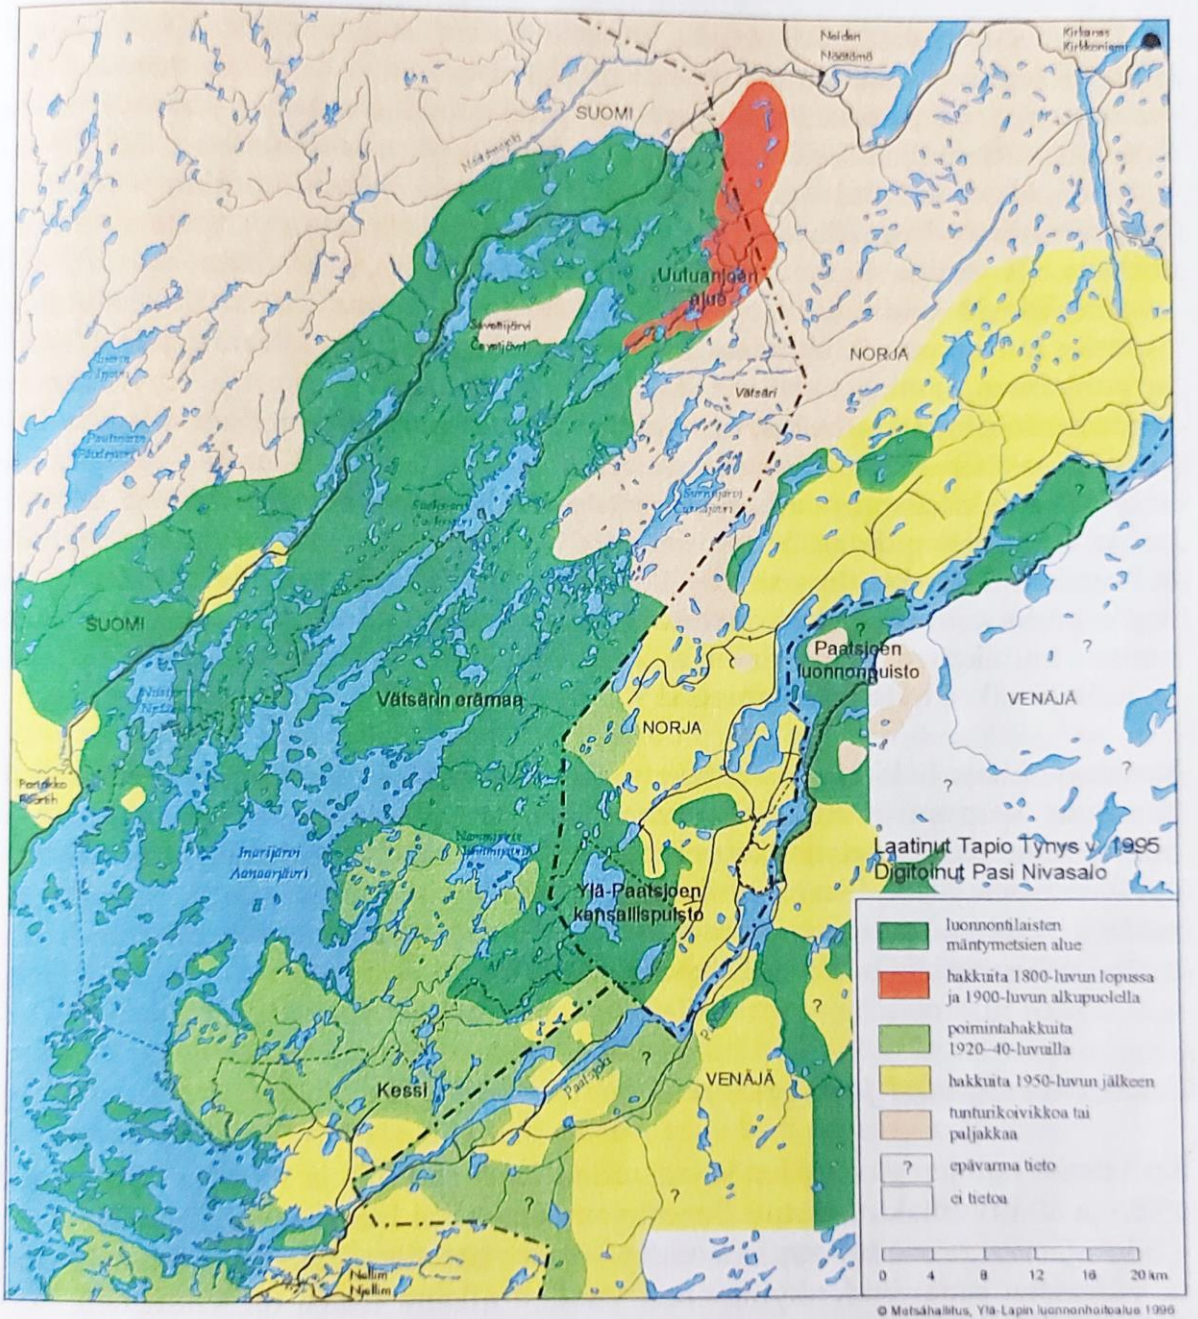 Neiden
Näätämö
Kirkenes
Kirkkoniemi
SUOMI
Näätämöjoki
Uutuanjoen
alue
Sevettijärvi
Čevetjävri
NORJA
Vätsäri
Surnujärvi
SUOMI
Vätsärin erämaa
Paatsjoen
luonnonpuisto
?
?
?
VENÄJÄ
?
?
NORJA
Partakko
Inarijärvi
Aanaarjävri
Ylä-Paatsjoen
kansallispuisto
Laatinut Tapio Tynys v. 1995
Digitoinut Pasi Nivasalo
Kessi
Paatsjoki
?
?
VENÄJÄ
?
?
Nellim
Njellim
luonnontilaisten
mäntymetsien alue
hakkuita 1800-luvun lopussa
ja 1900-luvun alkupuolella
poimintahakkuita
1920–40-luvuilla
hakkuita 1950-luvun jälkeen
tunturikoivikkoa tai
paljakkaa
? epävarma tieto
ei tietoa
0 4 8 12 16 20 km
© Metsähallitus, Ylä-Lapin luonnonhoitoalue 1996